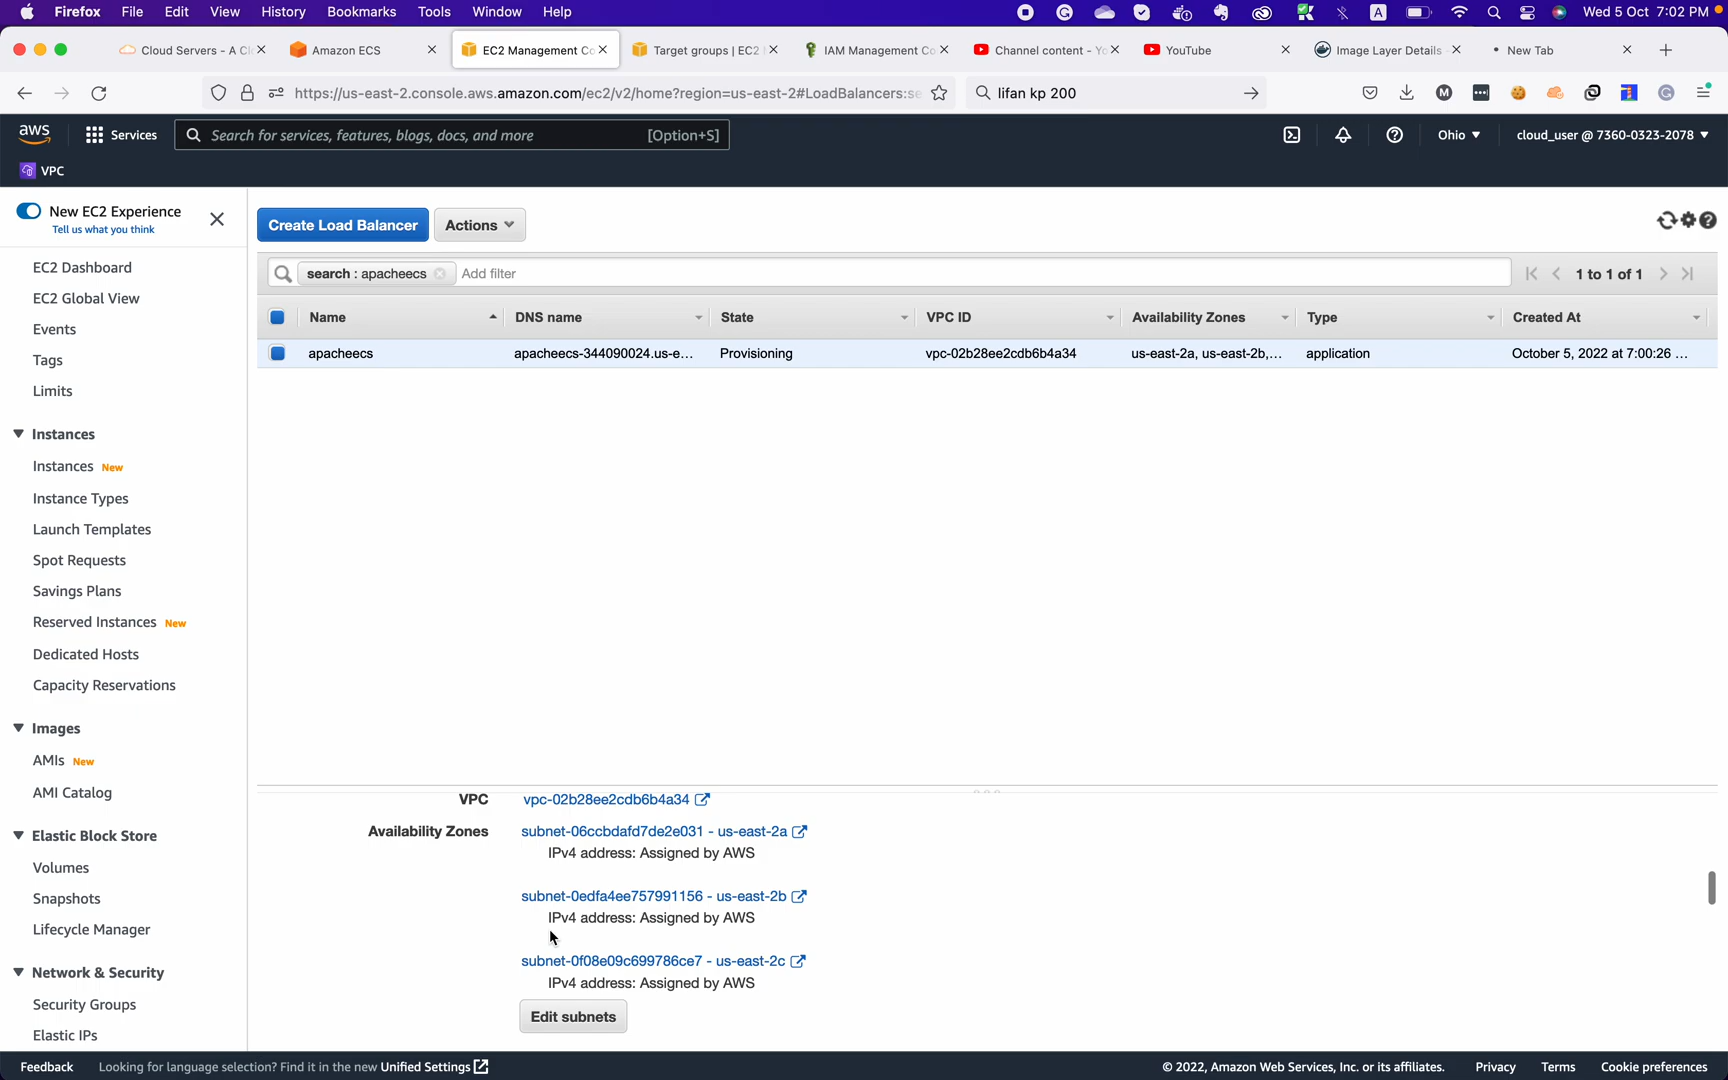 Firefox File Edit View History Bookmarks Tools Window Help
A
Wed 5 Oct 7:02 PM
Cloud Servers - A Cl
Amazon ECS
EC2 Management Co
Target groups | EC2
IAM Management Co
Channel content - Yo
YouTube
Image Layer Details
New Tab
https://us-east-2.console.aws.amazon.com/ec2/v2/home?region=us-east-2#LoadBalancers:se
lifan kp 200
aws
Services
Search for services, features, blogs, docs, and more [Option+S]
Ohio
cloud_user @ 7360-0323-2078
VPC
New EC2 Experience
Tell us what you think
EC2 Dashboard
EC2 Global View
Events
Tags
Limits
Instances
Instances New
Instance Types
Launch Templates
Spot Requests
Savings Plans
Reserved Instances New
Dedicated Hosts
Capacity Reservations
Images
AMIs New
AMI Catalog
Elastic Block Store
Volumes
Snapshots
Lifecycle Manager
Network & Security
Security Groups
Elastic IPs
Create Load Balancer
Actions
search : apacheecs Add filter
1 to 1 of 1
Name DNS name State VPC ID Availability Zones Type Created At
apacheecs apacheecs-344090024.us-e... Provisioning vpc-02b28ee2cdb6b4a34 us-east-2a, us-east-2b,... application October 5, 2022 at 7:00:26 ...
VPC vpc-02b28ee2cdb6b4a34
Availability Zones subnet-06ccbdafd7de2e031 - us-east-2a
IPv4 address: Assigned by AWS
subnet-0edfa4ee757991156 - us-east-2b
IPv4 address: Assigned by AWS
subnet-0f08e09c699786ce7 - us-east-2c
IPv4 address: Assigned by AWS
Edit subnets
Feedback Looking for language selection? Find it in the new Unified Settings
© 2022, Amazon Web Services, Inc. or its affiliates. Privacy Terms Cookie preferences